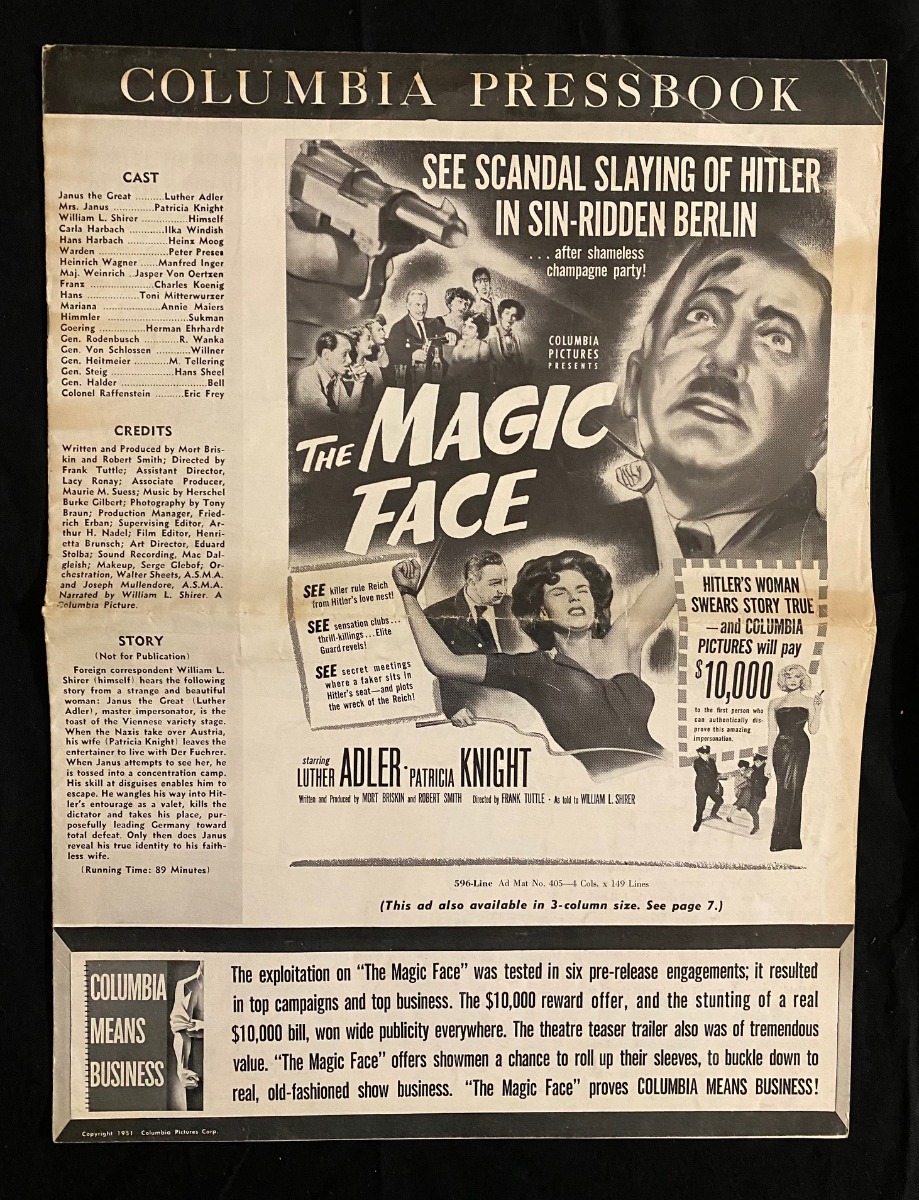 COLUMBIA PRESSBOOK
CAST
Janus the Great ..........Luther Adler
Mrs. Janus ............Patricia Knight
William L. Shirer ..............Himself
Carla Harbach ...........Ilka Windish
Hans Harbach .............Heinz Moog
Warden ...................Peter Preses
Heinrich Wagner ......Manfred Inger
Maj. Weinrich ..Jasper Von Oertzen
Franz ....................Charles Koenig
Hans ................Toni Mitterwurzer
Mariana .................Annie Maiers
Himmler .........................Sukman
Goering ...............Herman Ehrhardt
Gen. Rodenbusch ...........R. Wanka
Gen. Von Schlossen ............Willner
Gen. Heitmeier ...........M. Tellering
Gen. Steig ..................Hans Sheel
Gen. Halder ........................Bell
Colonel Raffenstein ..........Eric Frey
CREDITS
Written and Produced by Mort Bris-
kin and Robert Smith; Directed by
Frank Tuttle; Assistant Director,
Lacy Ronay; Associate Producer,
Maurie M. Suess; Music by Herschel
Burke Gilbert; Photography by Tony
Braun; Production Manager, Fried-
rich Erban; Supervising Editor, Ar-
thur H. Nadel; Film Editor, Henri-
etta Brunsch; Art Director, Eduard
Stolba; Sound Recording, Mac Dal-
gleish; Makeup, Serge Glebof; Or-
chestration, Walter Sheets, A.S.M.A.
and Joseph Mullendore, A.S.M.A.
Narrated by William L. Shirer. A
Columbia Picture.
STORY
(Not for Publication)
Foreign correspondent William L.
Shirer (himself) hears the following
story from a strange and beautiful
woman: Janus the Great (Luther
Adler), master impersonator, is the
toast of the Viennese variety stage.
When the Nazis take over Austria,
his wife (Patricia Knight) leaves the
entertainer to live with Der Fuehrer.
When Janus attempts to see her, he
is tossed into a concentration camp.
His skill at disguises enables him to
escape. He wangles his way into Hit-
ler's entourage as a valet, kills the
dictator and takes his place, pur-
posefully leading Germany toward
total defeat. Only then does Janus
reveal his true identity to his faith-
less wife.
(Running Time: 89 Minutes)
SEE SCANDAL SLAYING OF HITLER
IN SIN-RIDDEN BERLIN
. . . after shameless
champagne party!
COLUMBIA
PICTURES
PRESENTS
THE MAGIC
FACE
SEE killer rule Reich
from Hitler's love nest!
SEE sensation clubs...
thrill-killings...Elite
Guard revels!
SEE secret meetings
where a faker sits in
Hitler's seat—and plots
the wreck of the Reich!
HITLER'S WOMAN
SWEARS STORY TRUE
—and COLUMBIA
PICTURES will pay
$10,000
to the first person who
can authentically dis-
prove this amazing
impersonation.
starring
LUTHER ADLER · PATRICIA KNIGHT
Written and Produced by MORT BRISKIN and ROBERT SMITH Directed by FRANK TUTTLE · As told to WILLIAM L. SHIRER
596-Line Ad Mat No. 405—4 Cols. x 149 Lines
(This ad also available in 3-column size. See page 7.)
COLUMBIA
MEANS
BUSINESS
The exploitation on "The Magic Face" was tested in six pre-release engagements; it resulted
in top campaigns and top business. The $10,000 reward offer, and the stunting of a real
$10,000 bill, won wide publicity everywhere. The theatre teaser trailer also was of tremendous
value. "The Magic Face" offers showmen a chance to roll up their sleeves, to buckle down to
real, old-fashioned show business. "The Magic Face" proves COLUMBIA MEANS BUSINESS!
Copyright 1951 Columbia Pictures Corp.